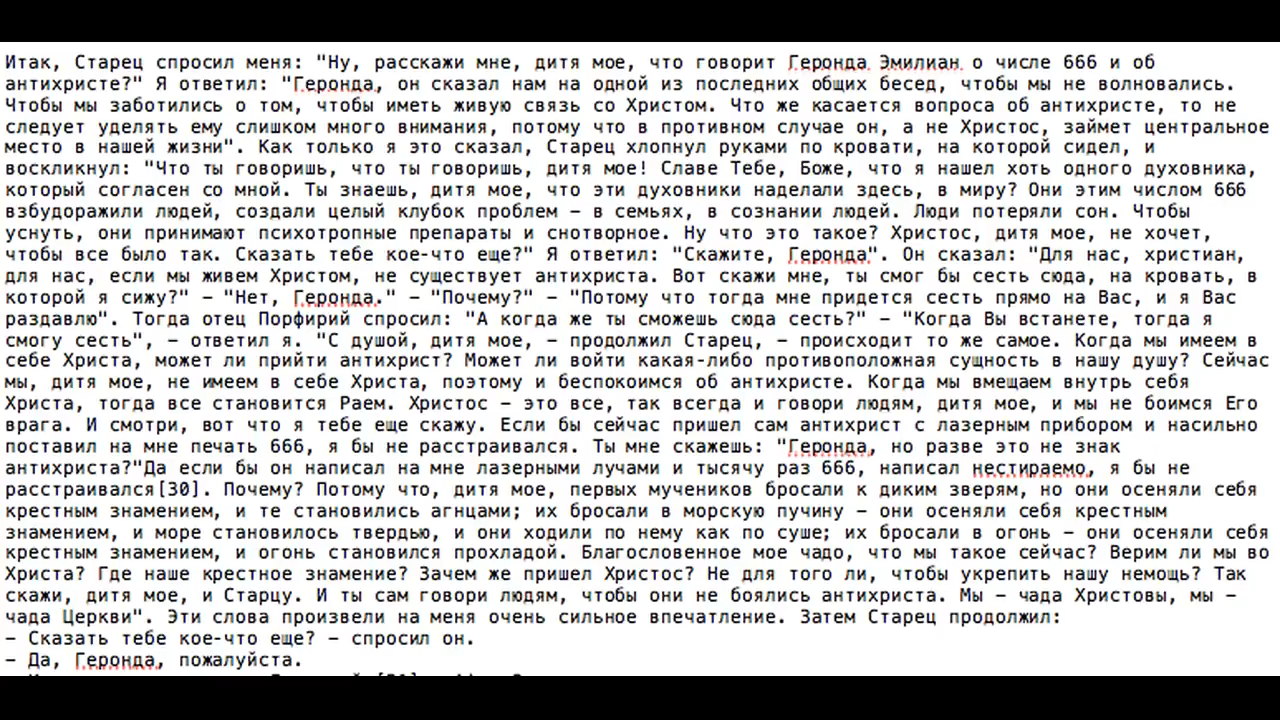 Итак, Старец спросил меня: "Ну, расскажи мне, дитя мое, что говорит Геронда Эмилиан о числе 666 и об
антихристе?" Я ответил: "Геронда, он сказал нам на одной из последних общих бесед, чтобы мы не волновались.
Чтобы мы заботились о том, чтобы иметь живую связь со Христом. Что же касается вопроса об антихристе, то не
следует уделять ему слишком много внимания, потому что в противном случае он, а не Христос, займет центральное
место в нашей жизни". Как только я это сказал, Старец хлопнул руками по кровати, на которой сидел, и
воскликнул: "Что ты говоришь, что ты говоришь, дитя мое! Славе Тебе, Боже, что я нашел хоть одного духовника,
который согласен со мной. Ты знаешь, дитя мое, что эти духовники наделали здесь, в миру? Они этим числом 666
взбудоражили людей, создали целый клубок проблем – в семьях, в сознании людей. Люди потеряли сон. Чтобы
уснуть, они принимают психотропные препараты и снотворное. Ну что это такое? Христос, дитя мое, не хочет,
чтобы все было так. Сказать тебе кое-что еще?" Я ответил: "Скажите, Геронда". Он сказал: "Для нас, христиан,
для нас, если мы живем Христом, не существует антихриста. Вот скажи мне, ты смог бы сесть сюда, на кровать, в
которой я сижу?" – "Нет, Геронда." – "Почему?" – "Потому что тогда мне придется сесть прямо на Вас, и я Вас
раздавлю". Тогда отец Порфирий спросил: "А когда же ты сможешь сюда сесть?" – "Когда Вы встанете, тогда я
смогу сесть", – ответил я. "С душой, дитя мое, – продолжил Старец, – происходит то же самое. Когда мы имеем в
себе Христа, может ли прийти антихрист? Может ли войти какая-либо противоположная сущность в нашу душу? Сейчас
мы, дитя мое, не имеем в себе Христа, поэтому и беспокоимся об антихристе. Когда мы вмещаем внутрь себя
Христа, тогда все становится Раем. Христос – это все, так всегда и говори людям, дитя мое, и мы не боимся Его
врага. И смотри, вот что я тебе еще скажу. Если бы сейчас пришел сам антихрист с лазерным прибором и насильно
поставил на мне печать 666, я бы не расстраивался. Ты мне скажешь: "Геронда, но разве это не знак
антихриста?"Да если бы он написал на мне лазерными лучами и тысячу раз 666, написал нестираемо, я бы не
расстраивался[30]. Почему? Потому что, дитя мое, первых мучеников бросали к диким зверям, но они осеняли себя
крестным знамением, и те становились агнцами; их бросали в морскую пучину – они осеняли себя крестным
знамением, и море становилось твердью, и они ходили по нему как по суше; их бросали в огонь – они осеняли себя
крестным знамением, и огонь становился прохладой. Благословенное мое чадо, что мы такое сейчас? Верим ли мы во
Христа? Где наше крестное знамение? Зачем же пришел Христос? Не для того ли, чтобы укрепить нашу немощь? Так
скажи, дитя мое, и Старцу. И ты сам говори людям, чтобы они не боялись антихриста. Мы – чада Христовы, мы –
чада Церкви". Эти слова произвели на меня очень сильное впечатление. Затем Старец продолжил:
– Сказать тебе кое-что еще? – спросил он.
– Да, Геронда, пожалуйста.